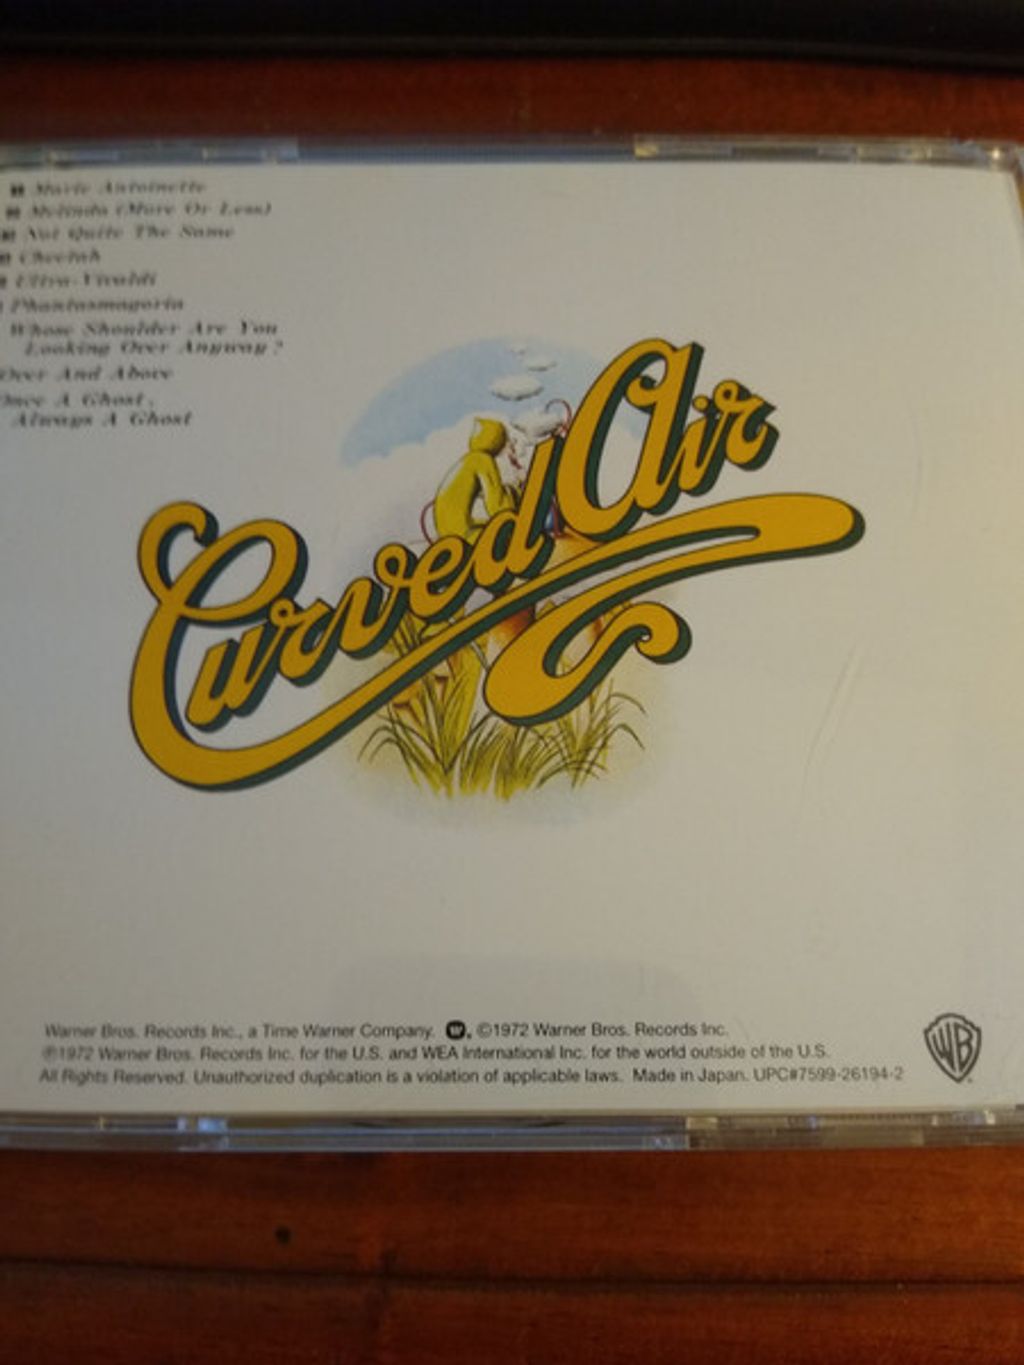 Marie Antoinette
Melinda (More Or Less)
Not Quite The Same
Cheetah
Ultra-Vivaldi
Phantasmagoria
Whose Shoulder Are You
Looking Over Anyway?
Over And Above
Once A Ghost,
Always A Ghost
Curved Air
Warner Bros. Records Inc., a Time Warner Company. W. ©1972 Warner Bros. Records Inc.
℗1972 Warner Bros. Records Inc. for the U.S. and WEA International Inc. for the world outside of the U.S.
All Rights Reserved. Unauthorized duplication is a violation of applicable laws. Made in Japan. UPC#7599-26194-2
WB